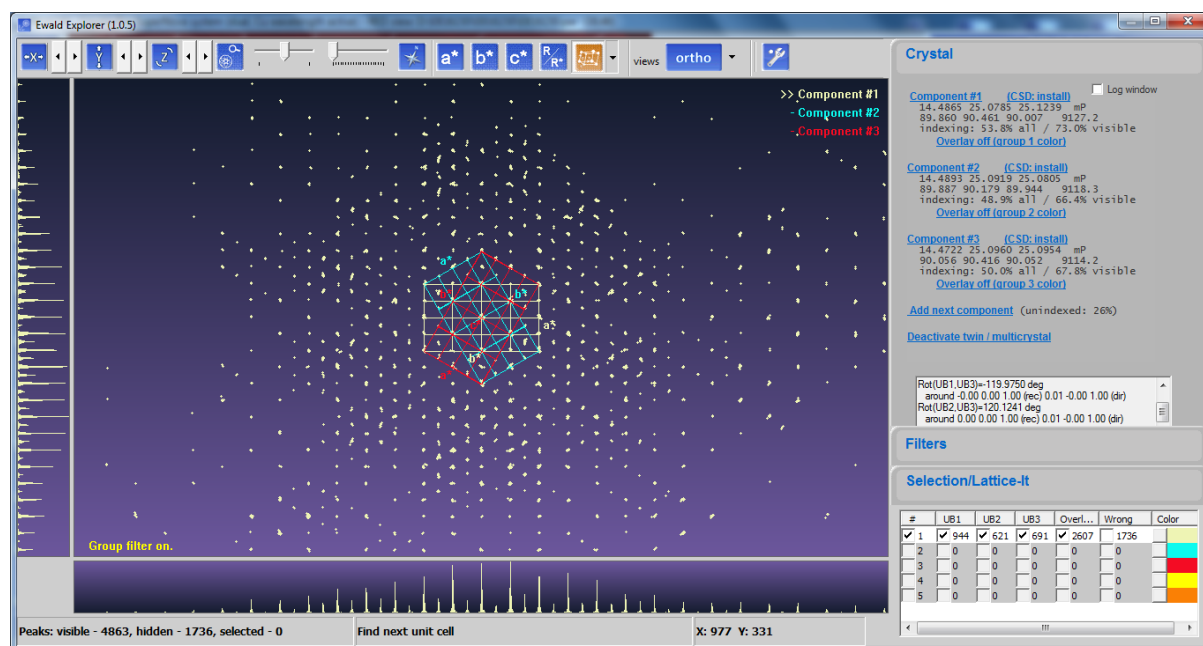 Ewald Explorer (1.0.5)
X Y Z a* b* c* R/R* views ortho
>> Component #1
- Component #2
- Component #3
a*
b*
a*
b*
a*
Group filter on.
Peaks: visible - 4863, hidden - 1736, selected - 0 Find next unit cell X: 977 Y: 331
Crystal
Component #1 (CSD: install) Log window
14.4865 25.0785 25.1239 mP
89.860 90.461 90.007 9127.2
indexing: 53.8% all / 73.0% visible
Overlay off (group 1 color)
Component #2 (CSD: install)
14.4893 25.0919 25.0805 mP
89.887 90.179 89.944 9118.3
indexing: 48.9% all / 66.4% visible
Overlay off (group 2 color)
Component #3 (CSD: install)
14.4722 25.0960 25.0954 mP
90.056 90.416 90.052 9114.2
indexing: 50.0% all / 67.8% visible
Overlay off (group 3 color)
Add next component (unindexed: 26%)
Deactivate twin / multicrystal
Rot(UB1,UB3)=-119.9750 deg
around -0.00 0.00 1.00 (rec) 0.01 -0.00 1.00 (dir)
Rot(UB2,UB3)=120.1241 deg
around 0.00 0.00 1.00 (rec) 0.01 -0.00 1.00 (dir)
Filters
Selection/Lattice-It
# UB1 UB2 UB3 Overl... Wrong Color
1 944 621 691 2607 1736
2 0 0 0 0 0
3 0 0 0 0 0
4 0 0 0 0 0
5 0 0 0 0 0